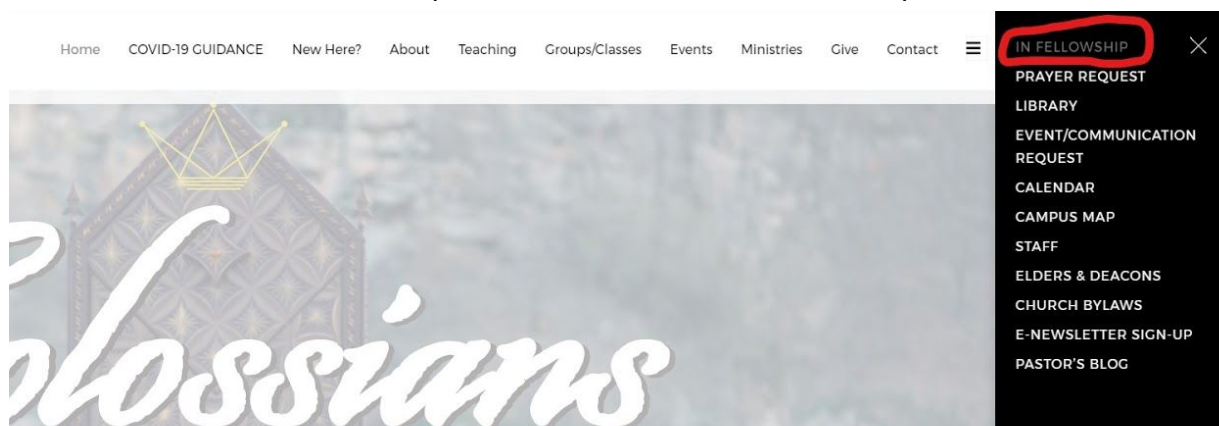 Home COVID-19 GUIDANCE New Here? About Teaching Groups/Classes Events Ministries Give Contact
IN FELLOWSHIP
PRAYER REQUEST
LIBRARY
EVENT/COMMUNICATION
REQUEST
CALENDAR
CAMPUS MAP
STAFF
ELDERS & DEACONS
CHURCH BYLAWS
E-NEWSLETTER SIGN-UP
PASTOR'S BLOG
Colossians